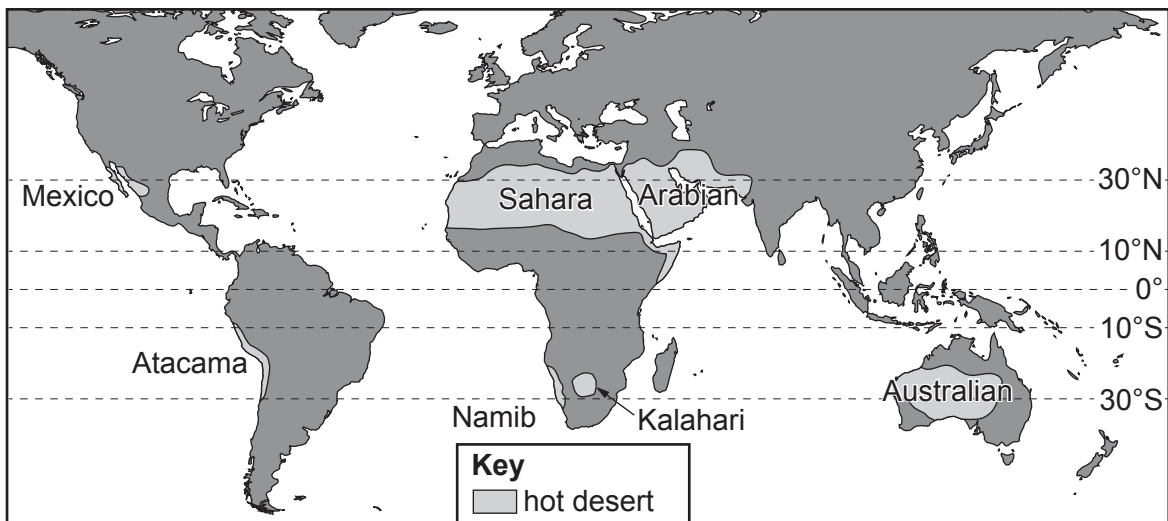 Mexico
Sahara
Arabian
30°N
10°N
0°
10°S
Atacama
Australian
30°S
Namib
Kalahari
Key
hot desert